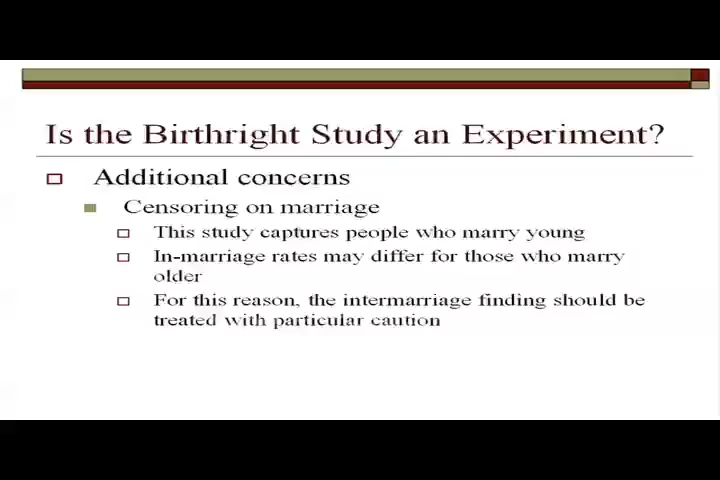 Is the Birthright Study an Experiment?
Additional concerns
Censoring on marriage
This study captures people who marry young
In-marriage rates may differ for those who marry
older
For this reason, the intermarriage finding should be
treated with particular caution